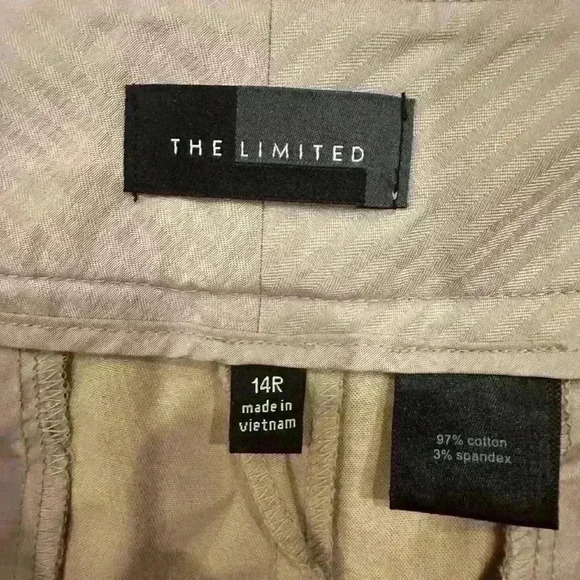 THE LIMITED
14R
made in
vietnam
97% cotton
3% spandex